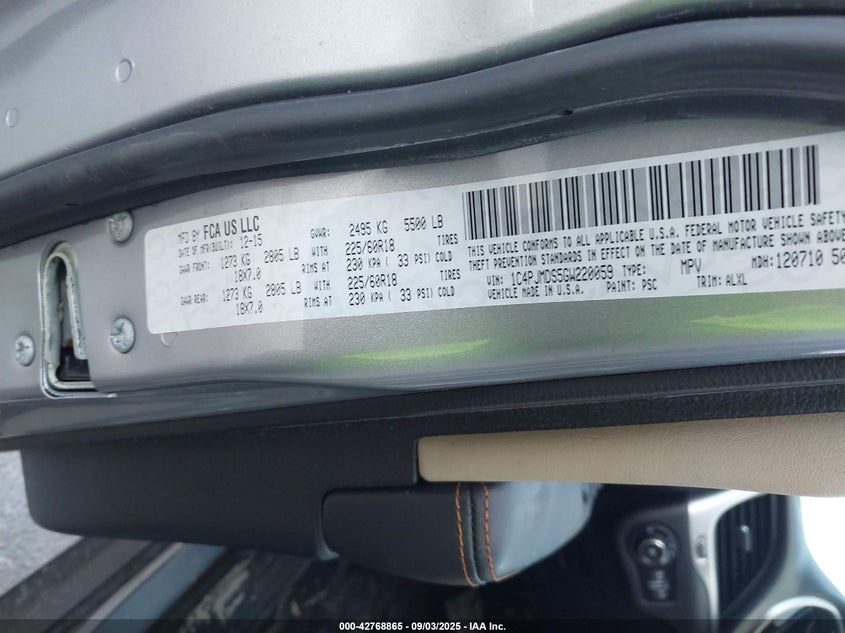 MFD BY FCA US LLC
DATE OF MFR(BUILT): 12-15 GVWR: 2495 KG 5500 LB
GAWR FRONT: 1273 KG 2805 LB WITH 225/60R18 TIRES
18X7.0 RIMS AT 230 KPA ( 33 PSI) COLD
GAWR REAR: 1273 KG 2805 LB WITH 225/60R18 TIRES
18X7.0 RIMS AT 230 KPA ( 33 PSI) COLD
THIS VEHICLE CONFORMS TO ALL APPLICABLE U.S.A. FEDERAL MOTOR VEHICLE SAFETY
THEFT PREVENTION STANDARDS IN EFFECT ON THE DATE OF MANUFACTURE SHOWN ABOVE
VIN: 1C4PJMDS5GW220059 TYPE: MPV MDH:120710 50
VEHICLE MADE IN U.S.A. PAINT: PSC TRIM: ALXL
000-42768865 - 09/03/2025 - IAA Inc.